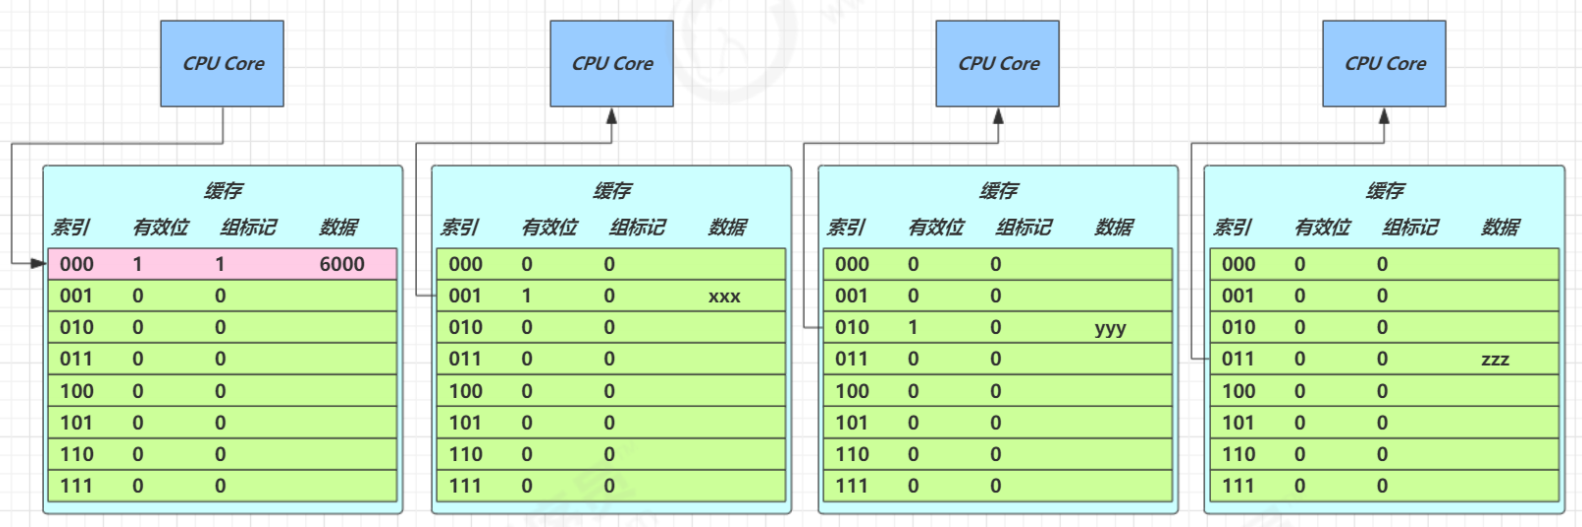 CPU Core CPU Core CPU Core CPU Core
缓存 缓存 缓存 缓存
索引 有效位 组标记 数据 索引 有效位 组标记 数据 索引 有效位 组标记 数据 索引 有效位 组标记 数据
000 1 1 6000 000 0 0 000 0 0 000 0 0
001 0 0 001 1 0 xxx 001 0 0 001 0 0
010 0 0 010 0 0 010 1 0 yyy 010 0 0
011 0 0 011 0 0 011 0 0 011 0 0 zzz
100 0 0 100 0 0 100 0 0 100 0 0
101 0 0 101 0 0 101 0 0 101 0 0
110 0 0 110 0 0 110 0 0 110 0 0
111 0 0 111 0 0 111 0 0 111 0 0